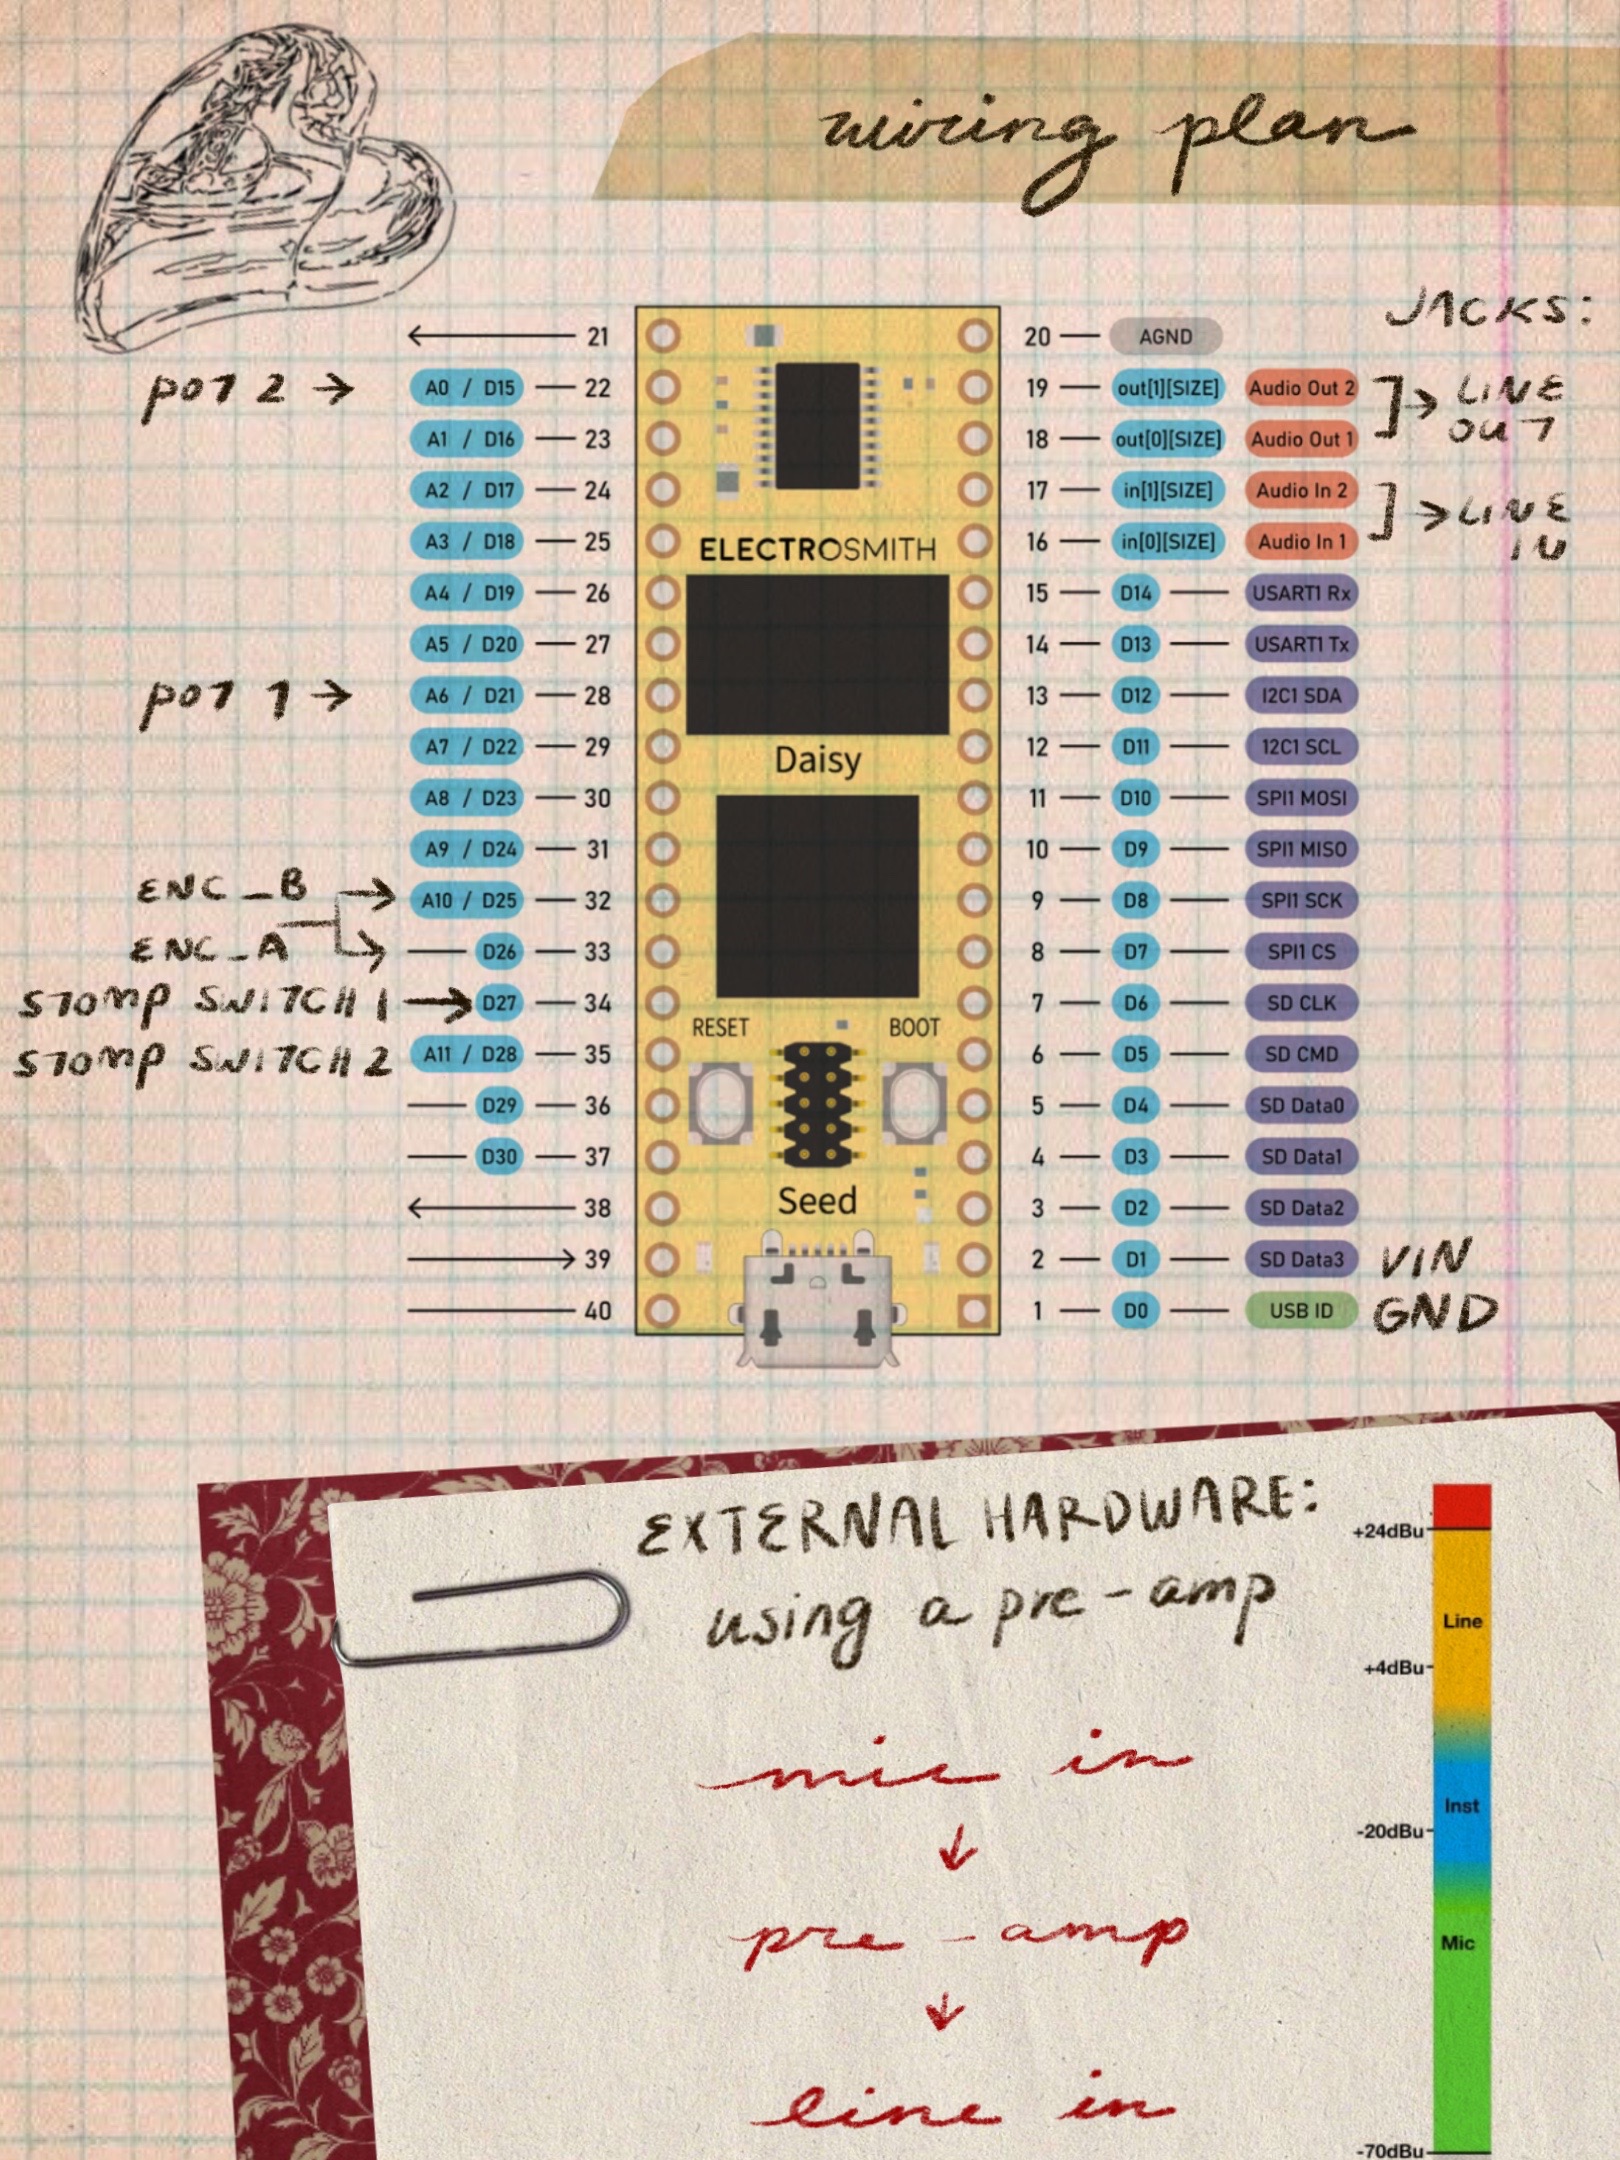 wiring plan
JACKS:
21
20 AGND
pot 2 → A0 / D15 22
19 out[1][SIZE] Audio Out 2 ] → LINE OUT
A1 / D16 23
18 out[0][SIZE] Audio Out 1
A2 / D17 24
17 in[1][SIZE] Audio In 2 ] → LINE IN
A3 / D18 25
16 in[0][SIZE] Audio In 1
ELECTROSMITH
A4 / D19 26
15 D14 USART1 Rx
A5 / D20 27
14 D13 USART1 Tx
pot 1 → A6 / D21 28
13 D12 I2C1 SDA
A7 / D22 29
12 D11 12C1 SCL
Daisy
A8 / D23 30
11 D10 SPI1 MOSI
A9 / D24 31
10 D9 SPI1 MISO
ENC_B → A10 / D25 32
9 D8 SPI1 SCK
ENC_A → D26 33
8 D7 SPI1 CS
STOMP SWITCH 1 → D27 34
7 D6 SD CLK
RESET BOOT
STOMP SWITCH 2 A11 / D28 35
6 D5 SD CMD
D29 36
5 D4 SD Data0
D30 37
4 D3 SD Data1
Seed
38
3 D2 SD Data2
39
2 D1 SD Data3 VIN
40
1 D0 USB ID GND
EXTERNAL HARDWARE:
using a pre-amp
mic in
↓
pre-amp
↓
line in
+24dBu
Line
+4dBu
Inst
-20dBu
Mic
-70dBu